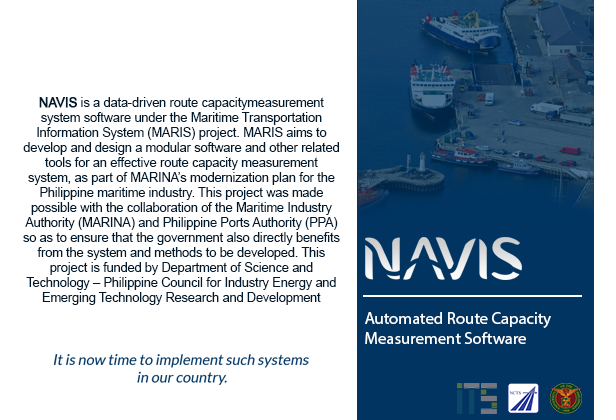 NAVIS is a data-driven route capacitymeasurement
system software under the Maritime Transportation
Information System (MARIS) project. MARIS aims to
develop and design a modular software and other related
tools for an effective route capacity measurement
system, as part of MARINA's modernization plan for the
Philippine maritime industry. This project was made
possible with the collaboration of the Maritime Industry
Authority (MARINA) and Philippine Ports Authority (PPA)
so as to ensure that the government also directly benefits
from the system and methods to be developed. This
project is funded by Department of Science and
Technology – Philippine Council for Industry Energy and
Emerging Technology Research and Development
It is now time to implement such systems
in our country.
NAVIS
Automated Route Capacity
Measurement Software
ITS
NCTS